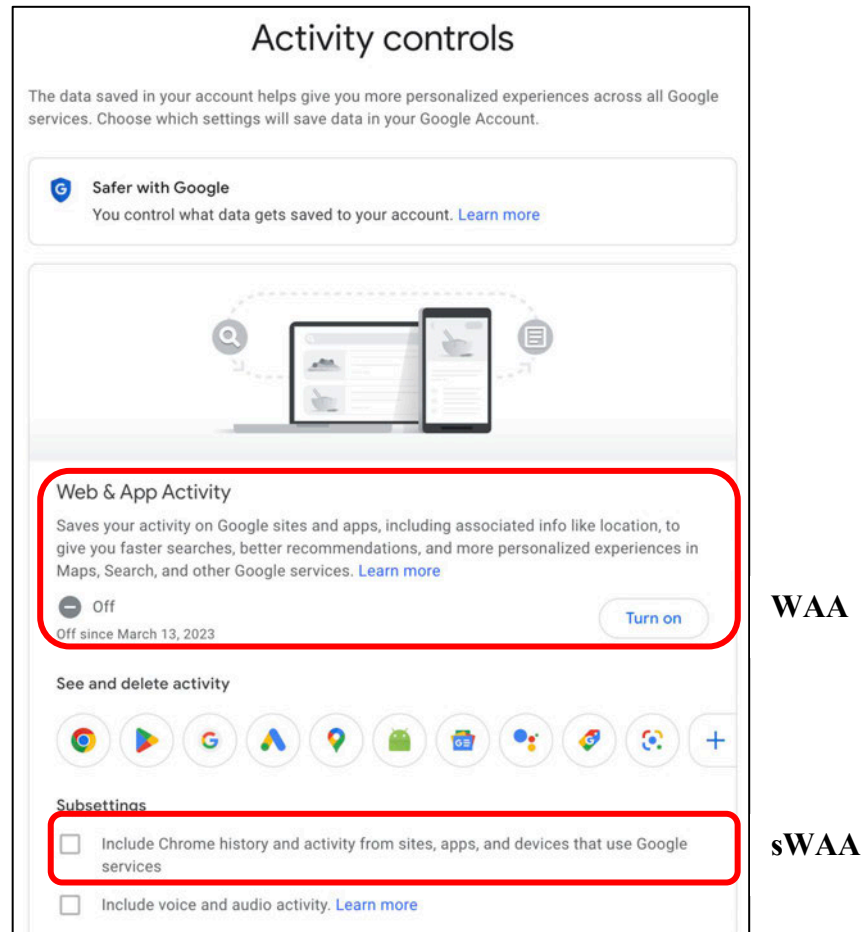 Activity controls
The data saved in your account helps give you more personalized experiences across all Google
services. Choose which settings will save data in your Google Account.
Safer with Google
You control what data gets saved to your account. Learn more
Web & App Activity
Saves your activity on Google sites and apps, including associated info like location, to
give you faster searches, better recommendations, and more personalized experiences in
Maps, Search, and other Google services. Learn more
Off
Turn on
Off since March 13, 2023
WAA
See and delete activity
Subsettings
Include Chrome history and activity from sites, apps, and devices that use Google
services
sWAA
Include voice and audio activity. Learn more